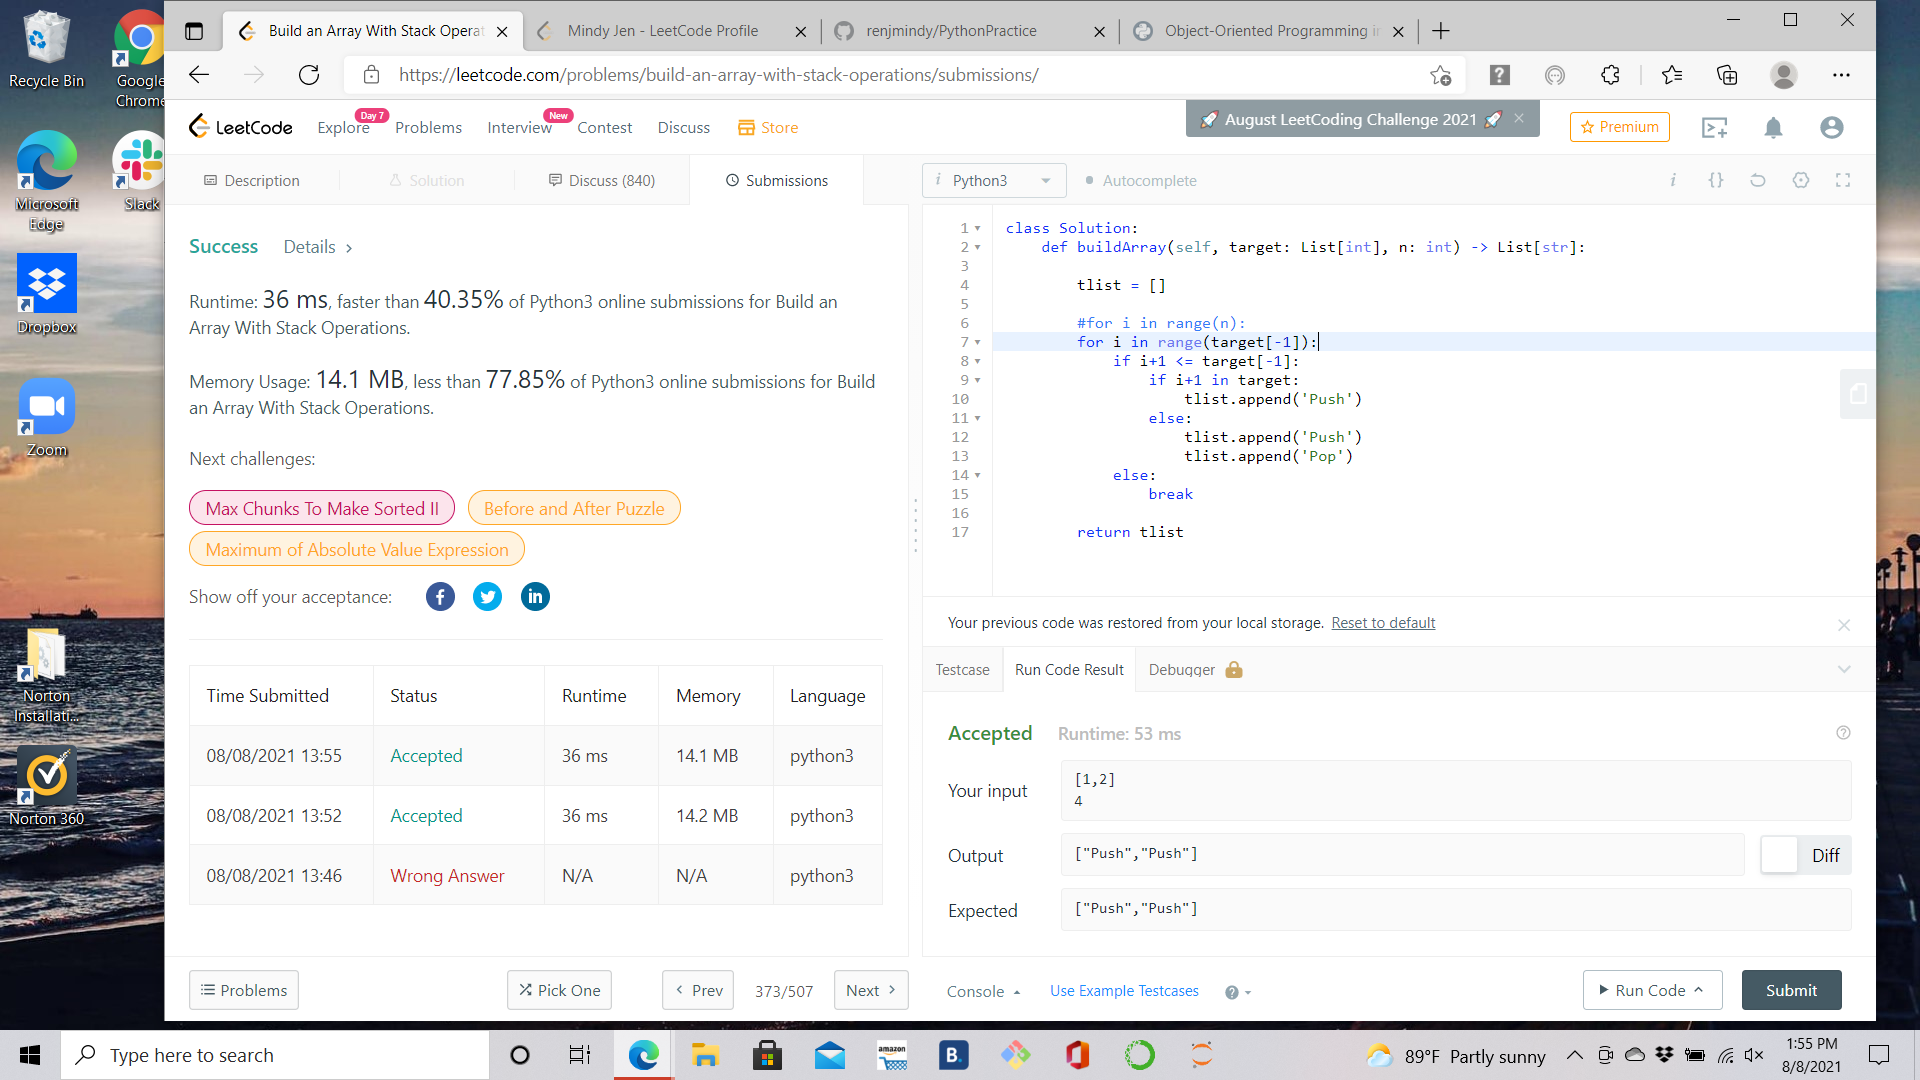 Recycle Bin
Google Chrome
Microsoft Edge
Slack
Dropbox
Zoom
Norton Installati...
Norton 360
Build an Array With Stack Operat
Mindy Jen - LeetCode Profile
renjmindy/PythonPractice
Object-Oriented Programming i
https://leetcode.com/problems/build-an-array-with-stack-operations/submissions/
LeetCode
Explore
Day 7
Problems
Interview
New
Contest
Discuss
Store
August LeetCoding Challenge 2021
Premium
Description
Solution
Discuss (840)
Submissions
i Python3
Autocomplete
i
{}
Success
Details >
Runtime: 36 ms, faster than 40.35% of Python3 online submissions for Build an
Array With Stack Operations.
Memory Usage: 14.1 MB, less than 77.85% of Python3 online submissions for Build
an Array With Stack Operations.
Next challenges:
Max Chunks To Make Sorted II
Before and After Puzzle
Maximum of Absolute Value Expression
Show off your acceptance:
Time Submitted Status Runtime Memory Language
08/08/2021 13:55 Accepted 36 ms 14.1 MB python3
08/08/2021 13:52 Accepted 36 ms 14.2 MB python3
08/08/2021 13:46 Wrong Answer N/A N/A python3
Problems
Pick One
< Prev
373/507
Next >
1 class Solution:
2 def buildArray(self, target: List[int], n: int) -> List[str]:
3
4 tlist = []
5
6 #for i in range(n):
7 for i in range(target[-1]):
8 if i+1 <= target[-1]:
9 if i+1 in target:
10 tlist.append('Push')
11 else:
12 tlist.append('Push')
13 tlist.append('Pop')
14 else:
15 break
16
17 return tlist
Your previous code was restored from your local storage. Reset to default
Testcase
Run Code Result
Debugger
Accepted
Runtime: 53 ms
Your input
[1,2]
4
Output
["Push","Push"]
Diff
Expected
["Push","Push"]
Console
Use Example Testcases
Run Code
Submit
Type here to search
amazon
B.
89°F Partly sunny
1:55 PM
8/8/2021